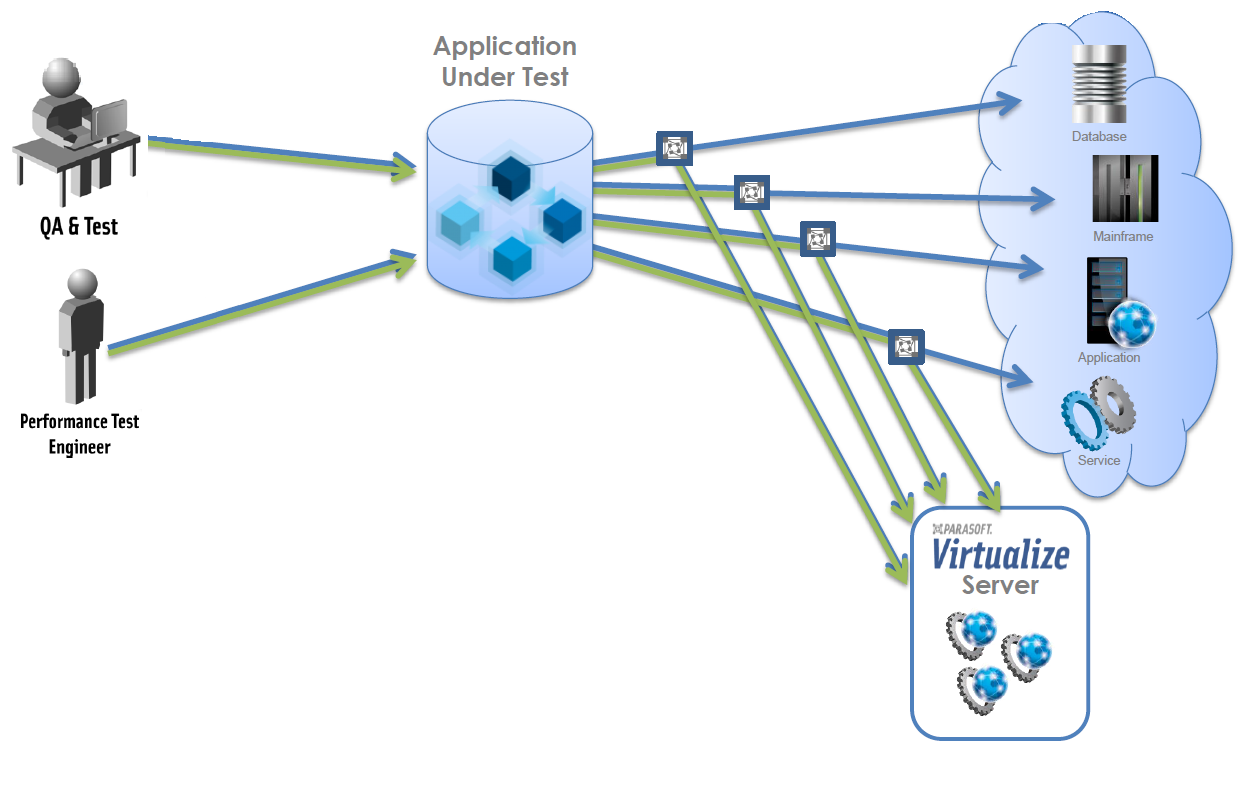 Application
Under Test
QA & Test
Performance Test
Engineer
Database
Mainframe
Application
Service
PARASOFT.
Virtualize
Server